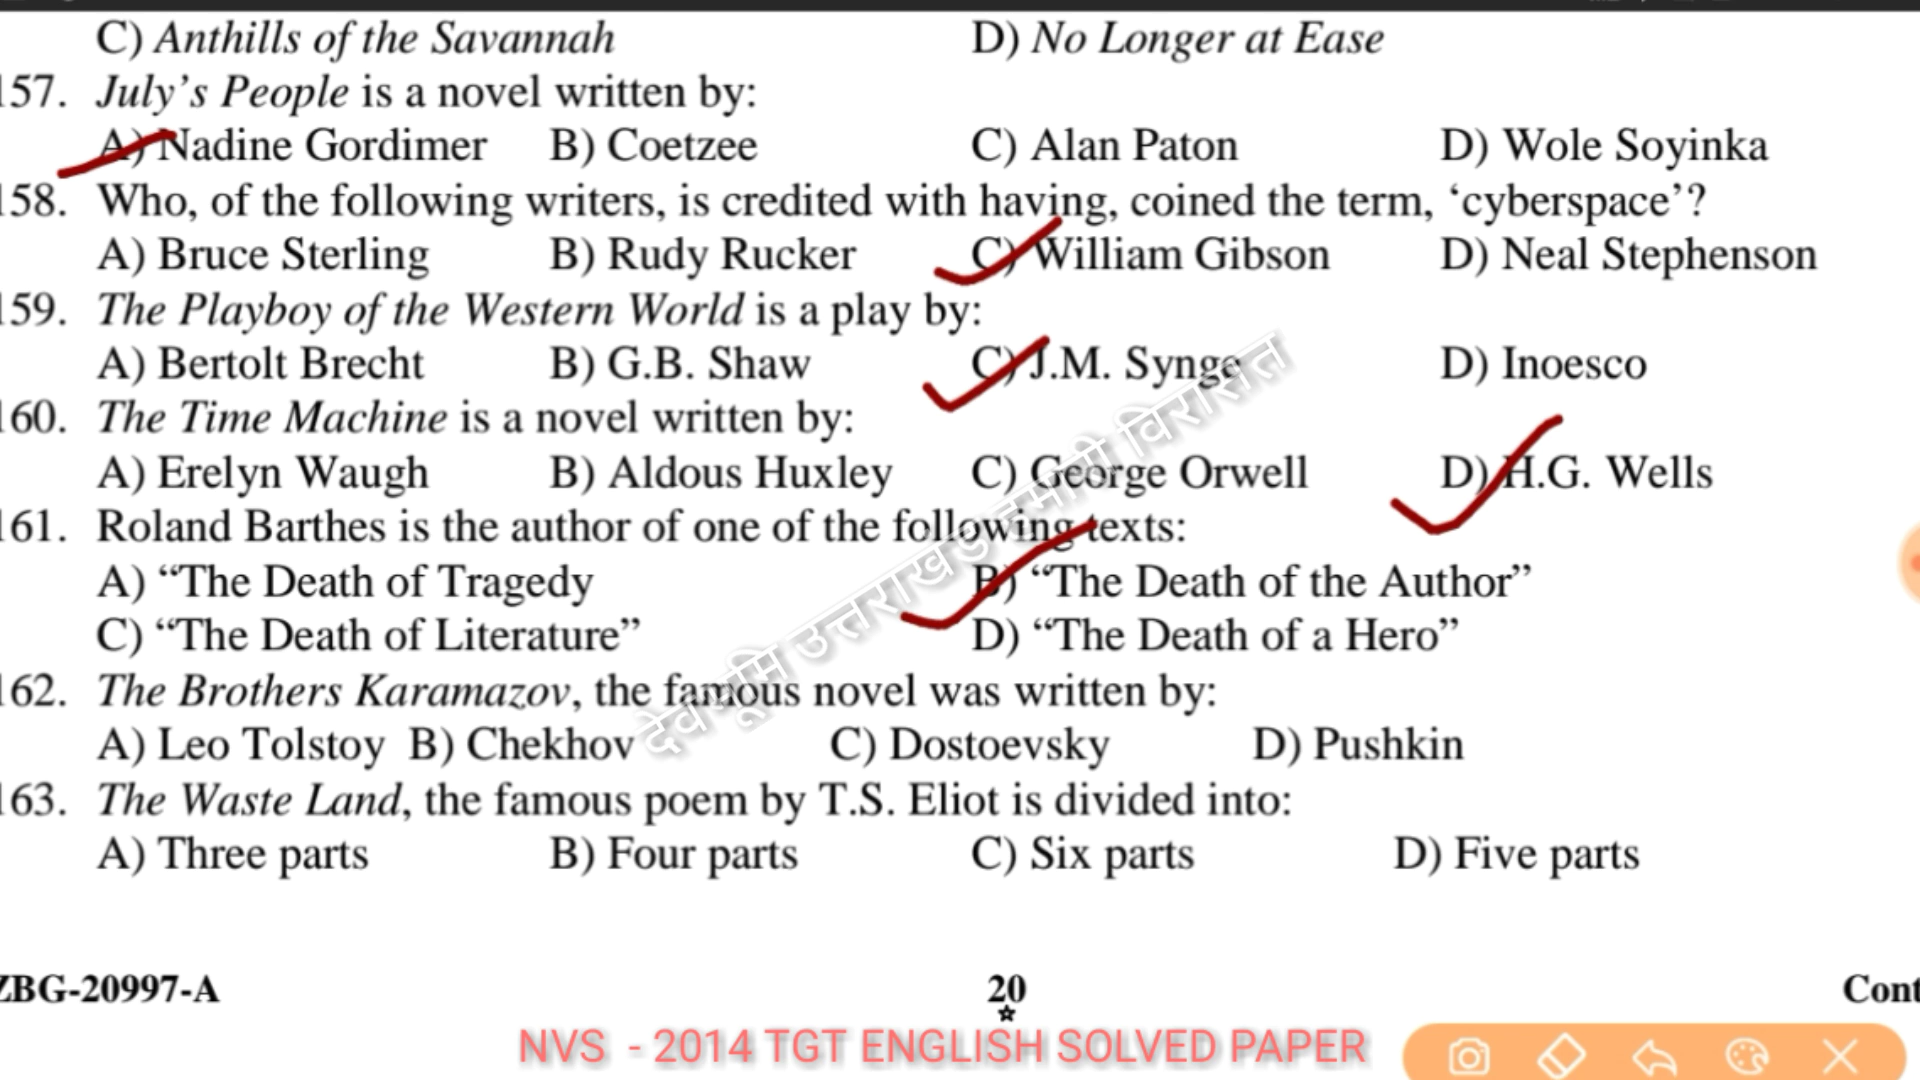 C) Anthills of the Savannah D) No Longer at Ease
157. July’s People is a novel written by:
A) Nadine Gordimer B) Coetzee C) Alan Paton D) Wole Soyinka
158. Who, of the following writers, is credited with having, coined the term, ‘cyberspace’?
A) Bruce Sterling B) Rudy Rucker C) William Gibson D) Neal Stephenson
159. The Playboy of the Western World is a play by:
A) Bertolt Brecht B) G.B. Shaw C) J.M. Synge D) Inoesco
160. The Time Machine is a novel written by:
A) Erelyn Waugh B) Aldous Huxley C) George Orwell D) H.G. Wells
161. Roland Barthes is the author of one of the following texts:
A) “The Death of Tragedy B) “The Death of the Author”
C) “The Death of Literature” D) “The Death of a Hero”
162. The Brothers Karamazov, the famous novel was written by:
A) Leo Tolstoy B) Chekhov C) Dostoevsky D) Pushkin
163. The Waste Land, the famous poem by T.S. Eliot is divided into:
A) Three parts B) Four parts C) Six parts D) Five parts
देवभूमि उत्तराखंड हमारी विरासत
ZBG-20997-A 20 Cont
NVS - 2014 TGT ENGLISH SOLVED PAPER